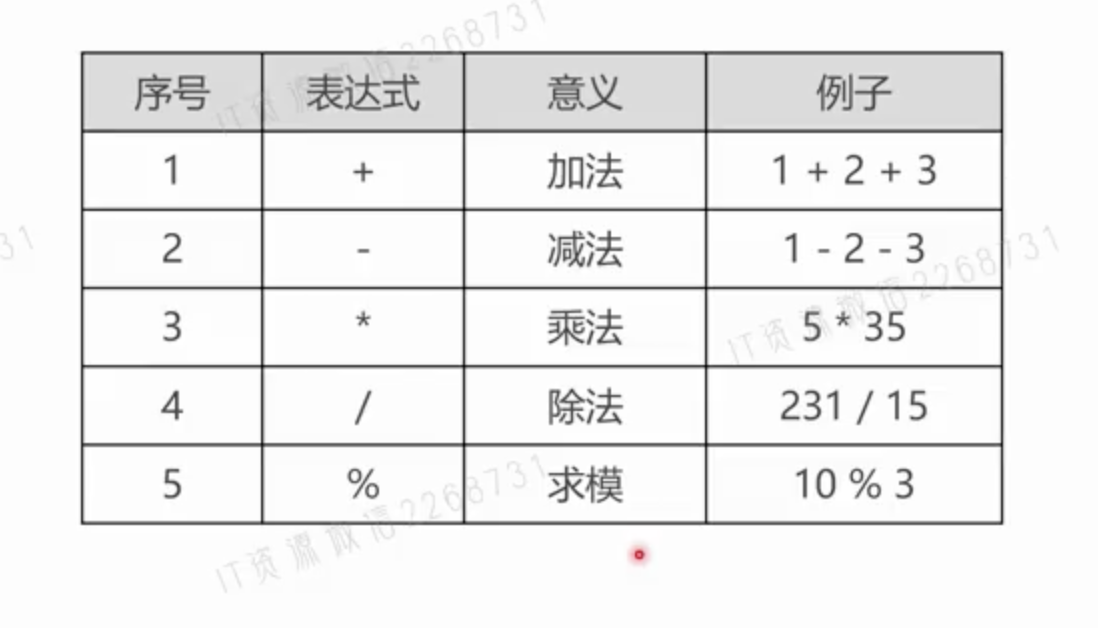 IT资源微信2268731
序号 表达式 意义 例子
1 + 加法 1 + 2 + 3
2 - 减法 1 - 2 - 3
3 * 乘法 5 * 35
4 / 除法 231 / 15
5 % 求模 10 % 3
31
IT资源微信2268731
IT资源微信2268731